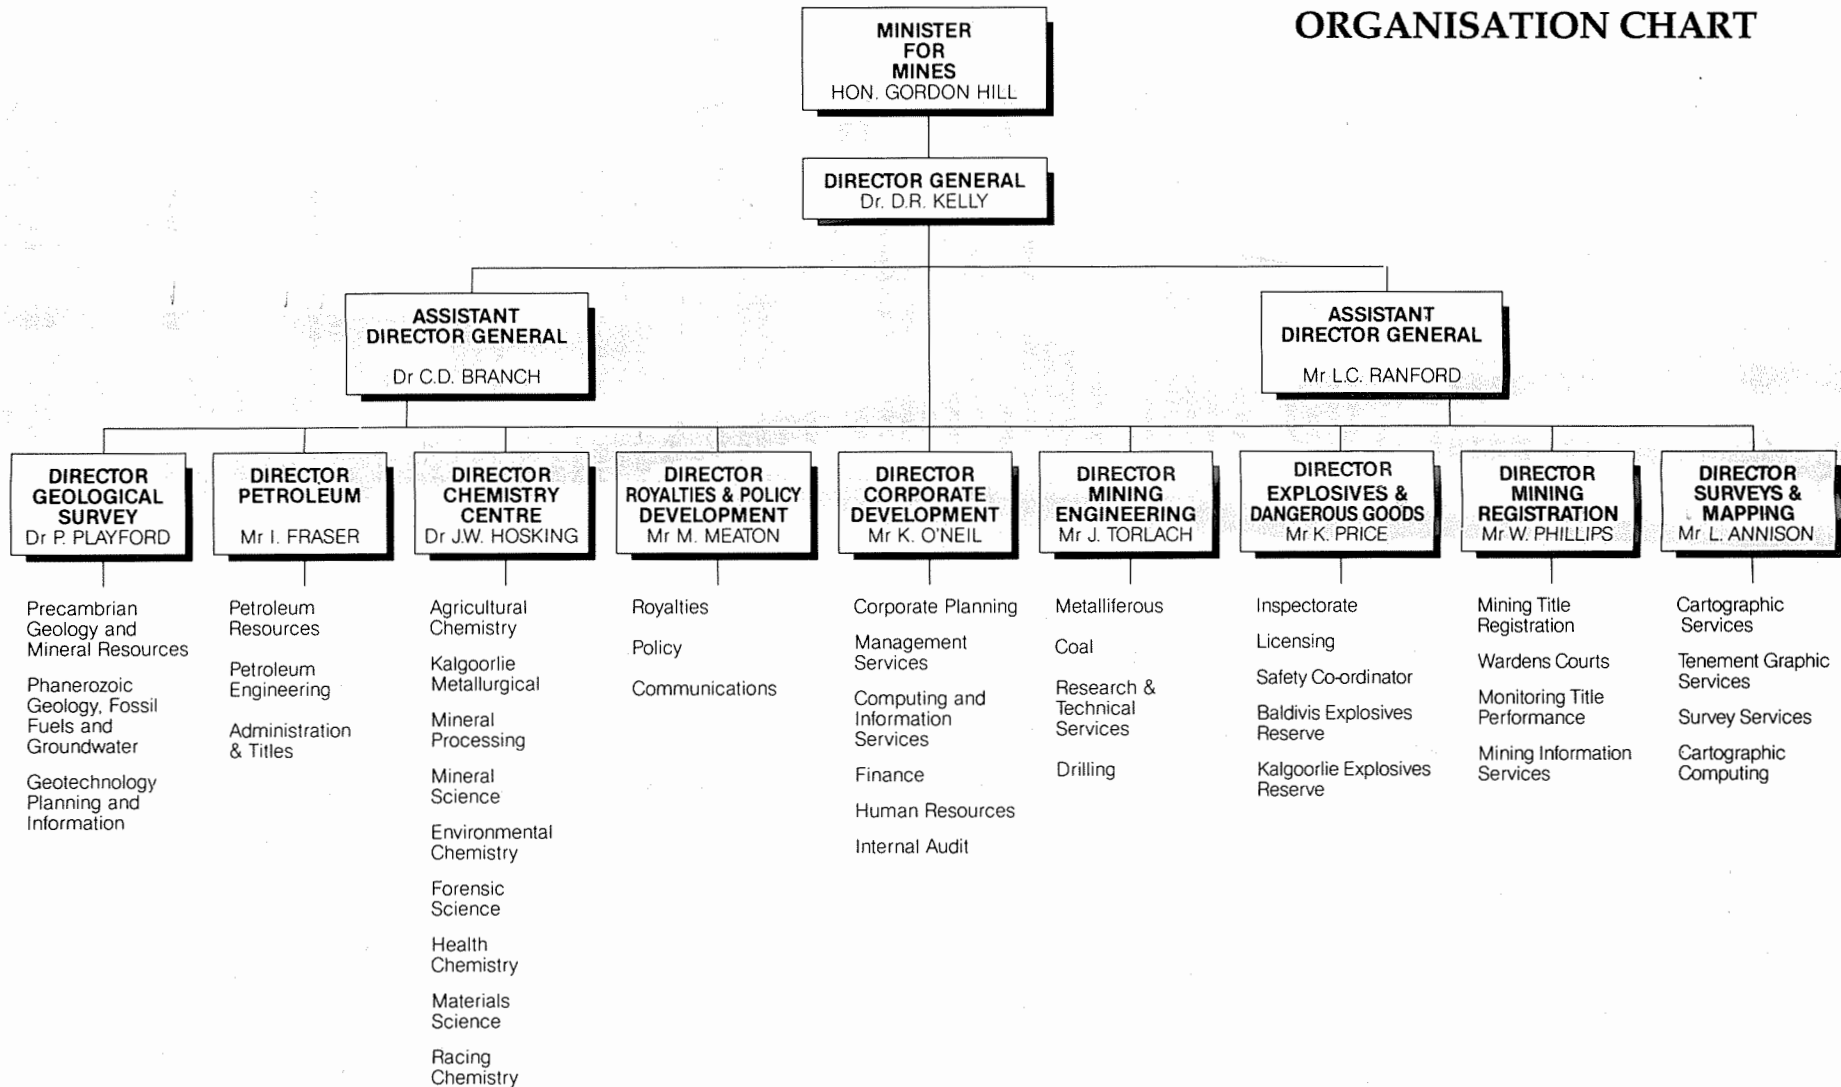 ORGANISATION CHART
MINISTER
FOR
MINES
HON. GORDON HILL
DIRECTOR GENERAL
Dr. D.R. KELLY
ASSISTANT
DIRECTOR GENERAL
Dr C.D. BRANCH
ASSISTANT
DIRECTOR GENERAL
Mr L.C. RANFORD
DIRECTOR
GEOLOGICAL
SURVEY
Dr P. PLAYFORD
Precambrian
Geology and
Mineral Resources
Phanerozoic
Geology, Fossil
Fuels and
Groundwater
Geotechnology
Planning and
Information
DIRECTOR
PETROLEUM
Mr I. FRASER
Petroleum
Resources
Petroleum
Engineering
Administration
& Titles
DIRECTOR
CHEMISTRY
CENTRE
Dr J.W. HOSKING
Agricultural
Chemistry
Kalgoorlie
Metallurgical
Mineral
Processing
Mineral
Science
Environmental
Chemistry
Forensic
Science
Health
Chemistry
Materials
Science
Racing
Chemistry
DIRECTOR
ROYALTIES & POLICY
DEVELOPMENT
Mr M. MEATON
Royalties
Policy
Communications
DIRECTOR
CORPORATE
DEVELOPMENT
Mr K. O'NEIL
Corporate Planning
Management
Services
Computing and
Information
Services
Finance
Human Resources
Internal Audit
DIRECTOR
MINING
ENGINEERING
Mr J. TORLACH
Metalliferous
Coal
Research &
Technical
Services
Drilling
DIRECTOR
EXPLOSIVES &
DANGEROUS GOODS
Mr K. PRICE
Inspectorate
Licensing
Safety Co-ordinator
Baldivis Explosives
Reserve
Kalgoorlie Explosives
Reserve
DIRECTOR
MINING
REGISTRATION
Mr W. PHILLIPS
Mining Title
Registration
Wardens Courts
Monitoring Title
Performance
Mining Information
Services
DIRECTOR
SURVEYS &
MAPPING
Mr L. ANNISON
Cartographic
Services
Tenement Graphic
Services
Survey Services
Cartographic
Computing